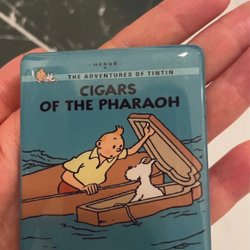 HERGÉ
THE ADVENTURES OF TINTIN
CIGARS
OF THE PHARAOH